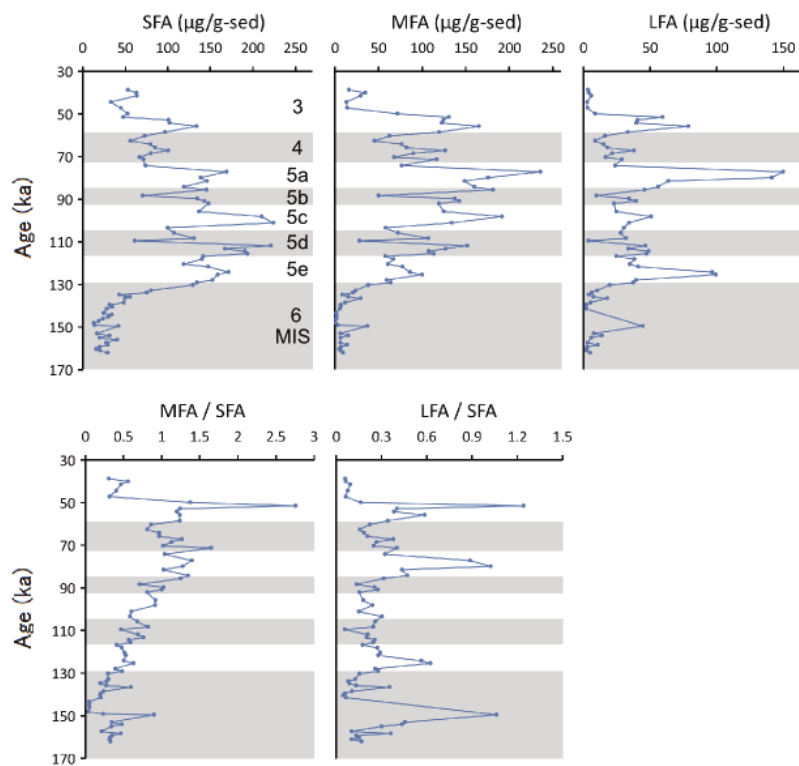 SFA (µg/g-sed)
MFA (µg/g-sed)
LFA (µg/g-sed)
0 50 100 150 200 250
0 50 100 150 200 250
0 50 100 150
30
50
70
90
110
130
150
170
Age (ka)
3
4
5a
5b
5c
5d
5e
6
MIS
MFA / SFA
LFA / SFA
0 0.5 1 1.5 2 2.5 3
0 0.3 0.6 0.9 1.2 1.5
30
50
70
90
110
130
150
170
Age (ka)